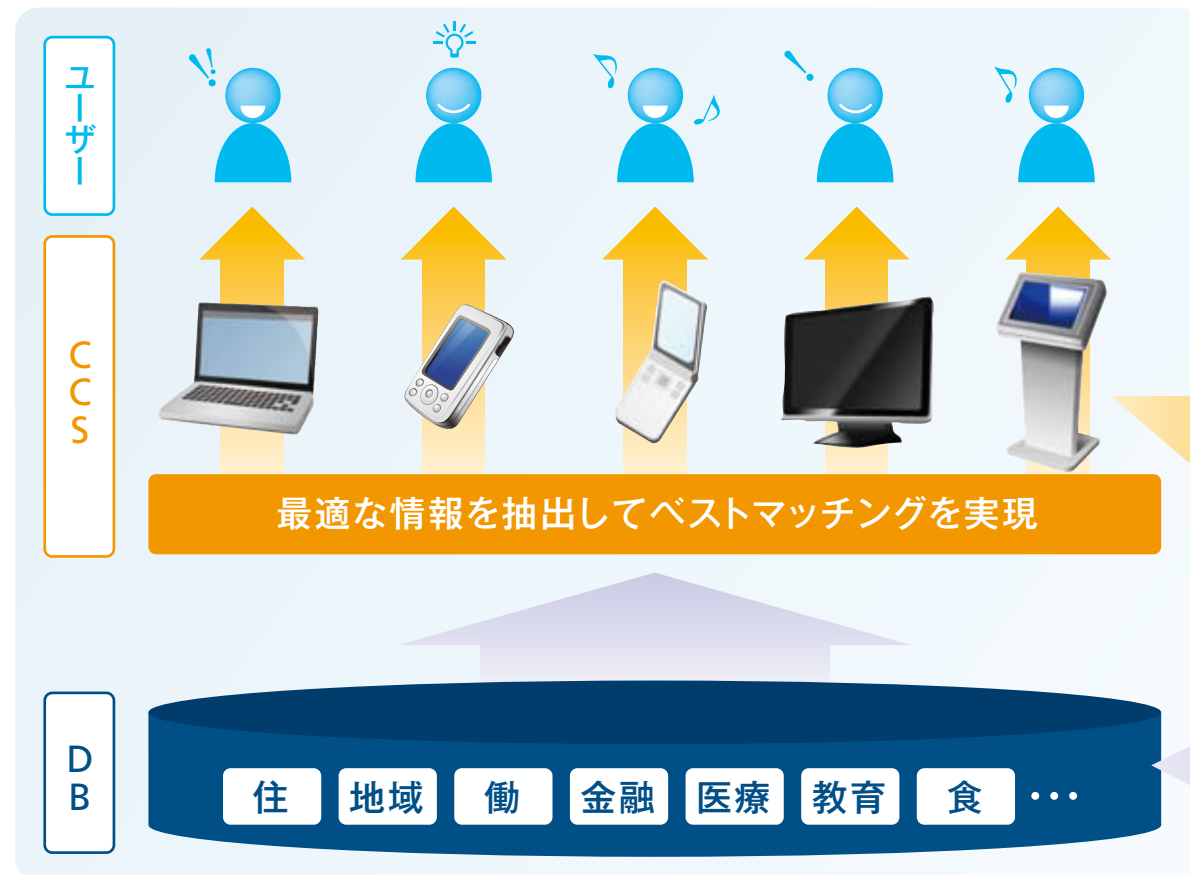 ユーザー
CCS
最適な情報を抽出してベストマッチングを実現
DB
住 地域 働 金融 医療 教育 食 ・・・